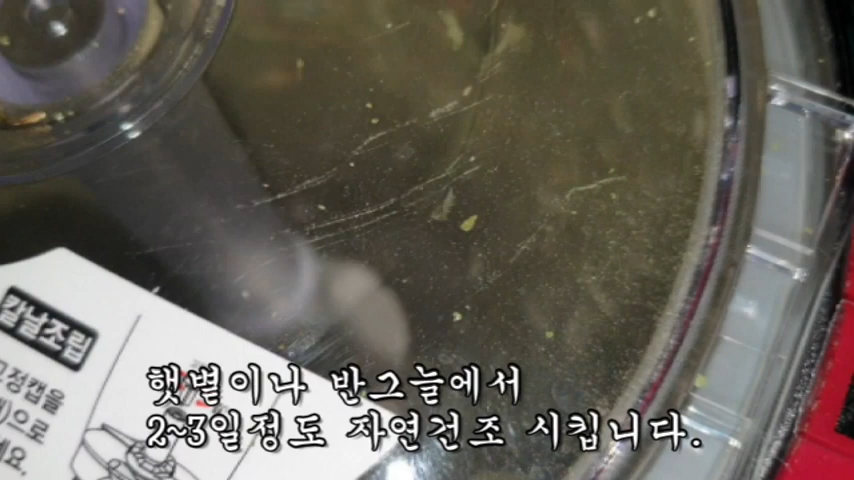 칼날조립
고정캡을
으로
세요.
햇볕이나 반그늘에서
2~3일정도 자연건조 시킵니다.